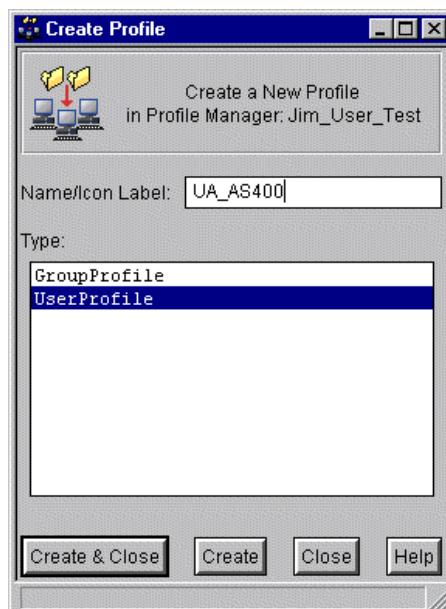 Create Profile
Create a New Profile
in Profile Manager: Jim_User_Test
Name/Icon Label: UA_AS400
Type:
GroupProfile
UserProfile
Create & Close Create Close Help